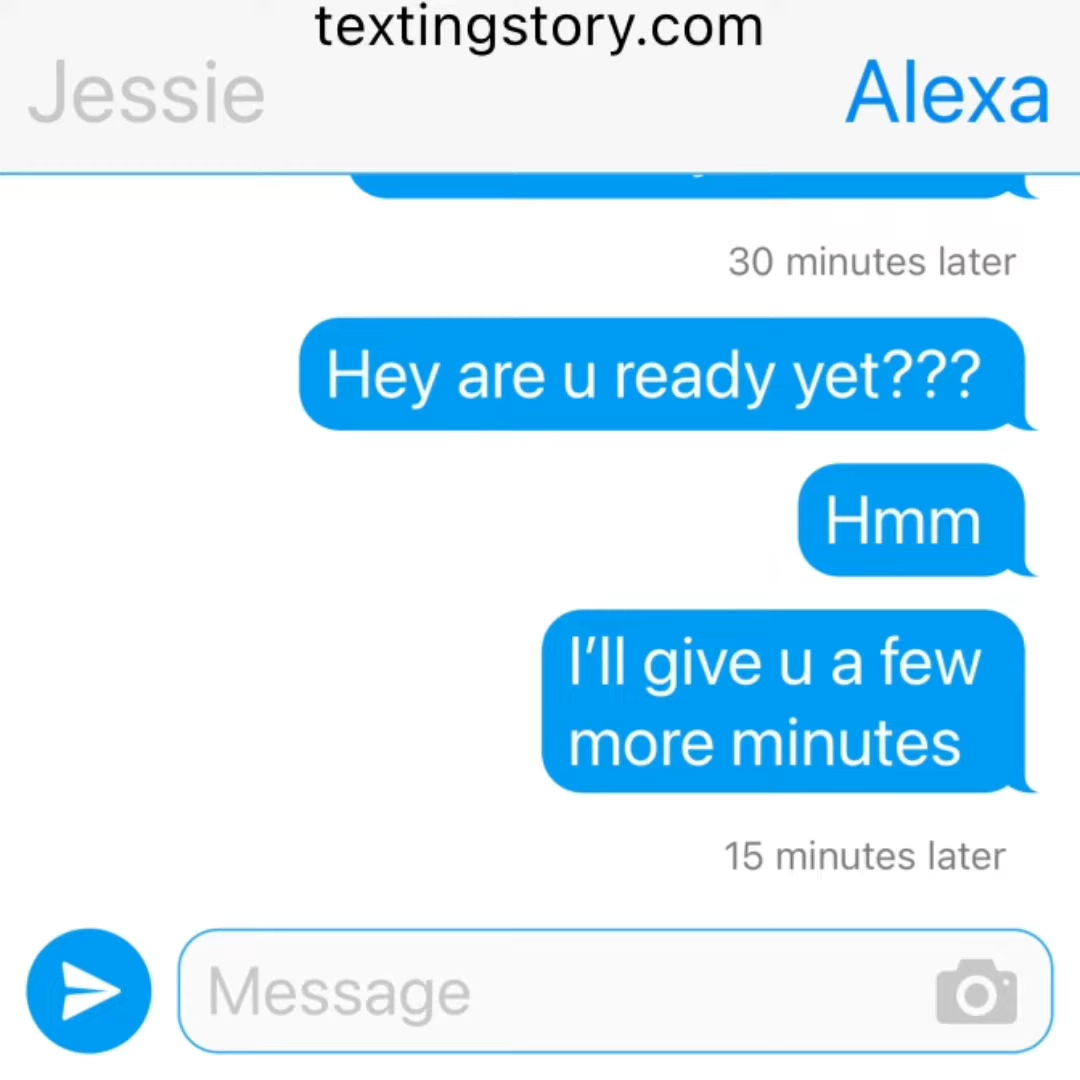 textingstory.com
Jessie
Alexa
30 minutes later
Hey are u ready yet???
Hmm
I’ll give u a few
more minutes
15 minutes later
Message